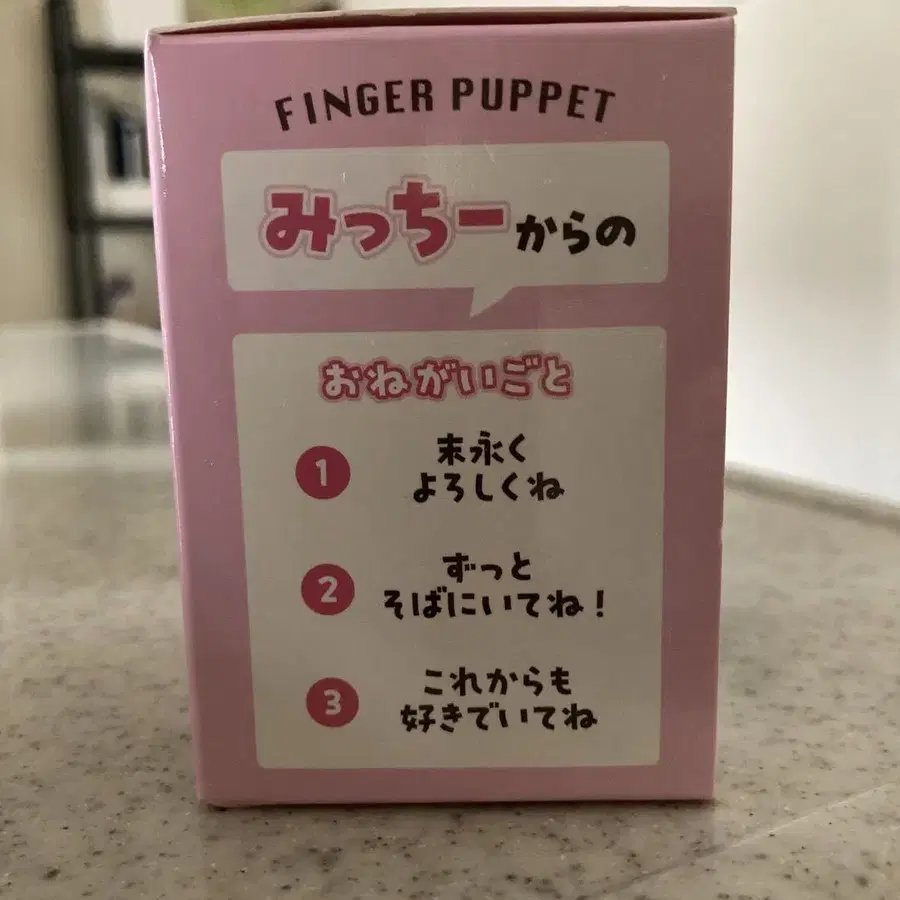 FINGER PUPPET
みっちーからの
おねがいごと
1
末永く
よろしくね
2
ずっと
そばにいてね!
3
これからも
好きでいてね